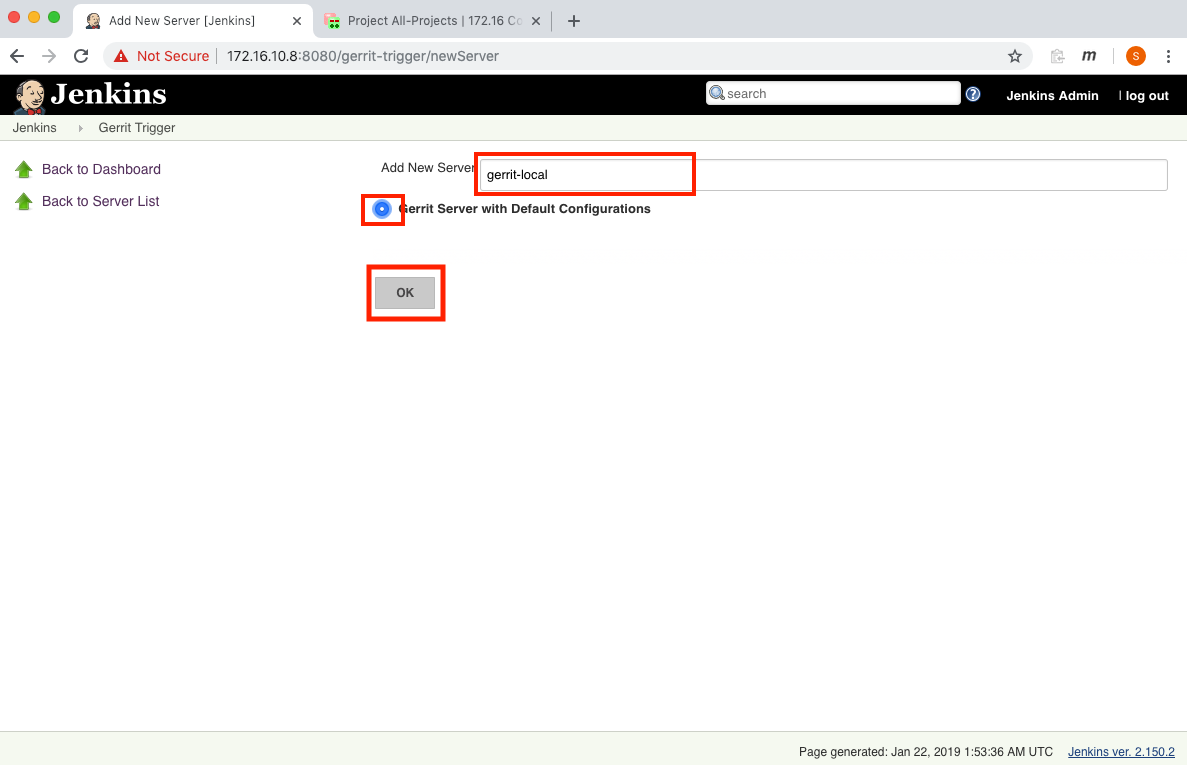 Add New Server [Jenkins]
Project All-Projects | 172.16 Co
Not Secure
172.16.10.8:8080/gerrit-trigger/newServer
m
S
Jenkins
search
Jenkins Admin
| log out
Jenkins
Gerrit Trigger
Back to Dashboard
Add New Server
gerrit-local
Back to Server List
Gerrit Server with Default Configurations
OK
Page generated: Jan 22, 2019 1:53:36 AM UTC
Jenkins ver. 2.150.2